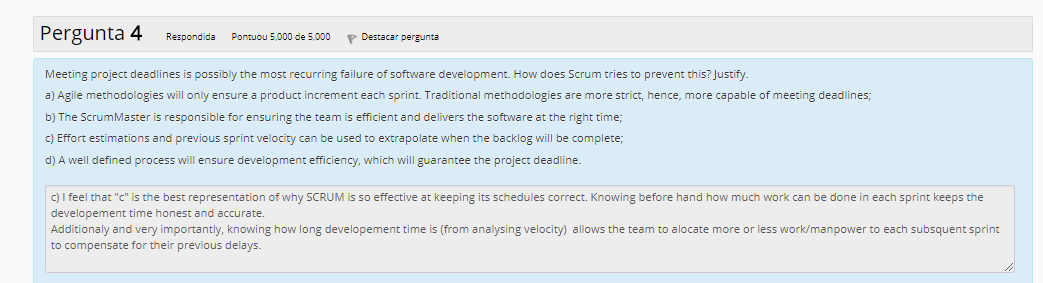 Pergunta 4 Respondida Pontuou 5,000 de 5,000 Destacar pergunta
Meeting project deadlines is possibly the most recurring failure of software development. How does Scrum tries to prevent this? Justify.
a) Agile methodologies will only ensure a product increment each sprint. Traditional methodologies are more strict, hence, more capable of meeting deadlines;
b) The ScrumMaster is responsible for ensuring the team is efficient and delivers the software at the right time;
c) Effort estimations and previous sprint velocity can be used to extrapolate when the backlog will be complete;
d) A well defined process will ensure development efficiency, which will guarantee the project deadline.
c) I feel that "c" is the best representation of why SCRUM is so effective at keeping its schedules correct. Knowing before hand how much work can be done in each sprint keeps the
developement time honest and accurate.
Additionaly and very importantly, knowing how long developement time is (from analysing velocity) allows the team to alocate more or less work/manpower to each subsquent sprint
to compensate for their previous delays.